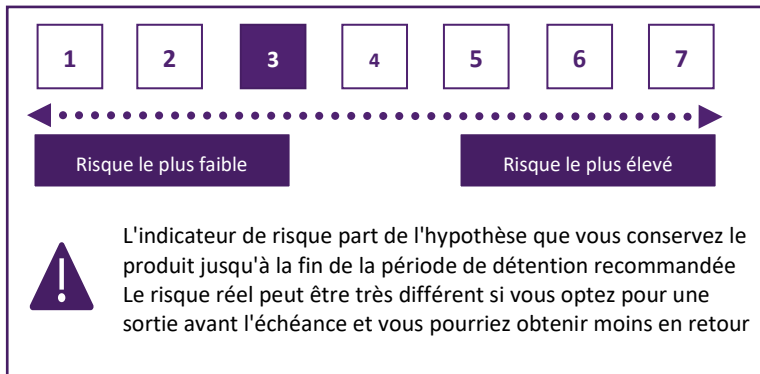 1 2 3 4 5 6 7
Risque le plus faible Risque le plus élevé
L'indicateur de risque part de l'hypothèse que vous conservez le
produit jusqu'à la fin de la période de détention recommandée
Le risque réel peut être très différent si vous optez pour une
sortie avant l'échéance et vous pourriez obtenir moins en retour